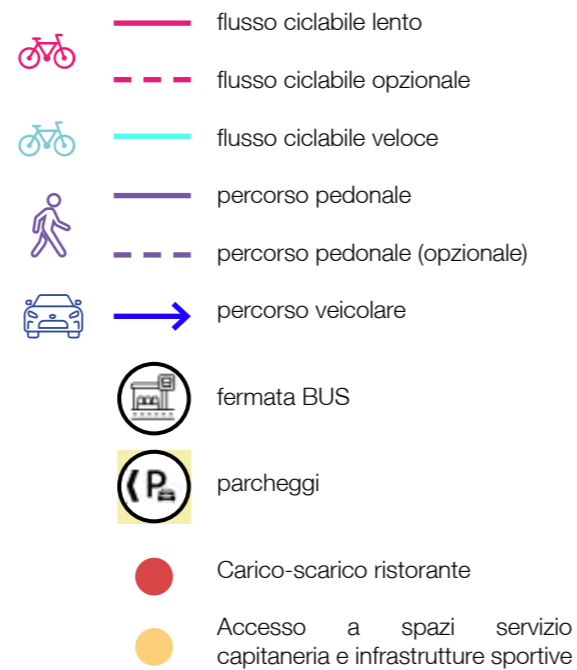 flusso ciclabile lento
flusso ciclabile opzionale
flusso ciclabile veloce
percorso pedonale
percorso pedonale (opzionale)
percorso veicolare
fermata BUS
P
parcheggi
Carico-scarico ristorante
Accesso a spazi servizio
capitaneria e infrastrutture sportive